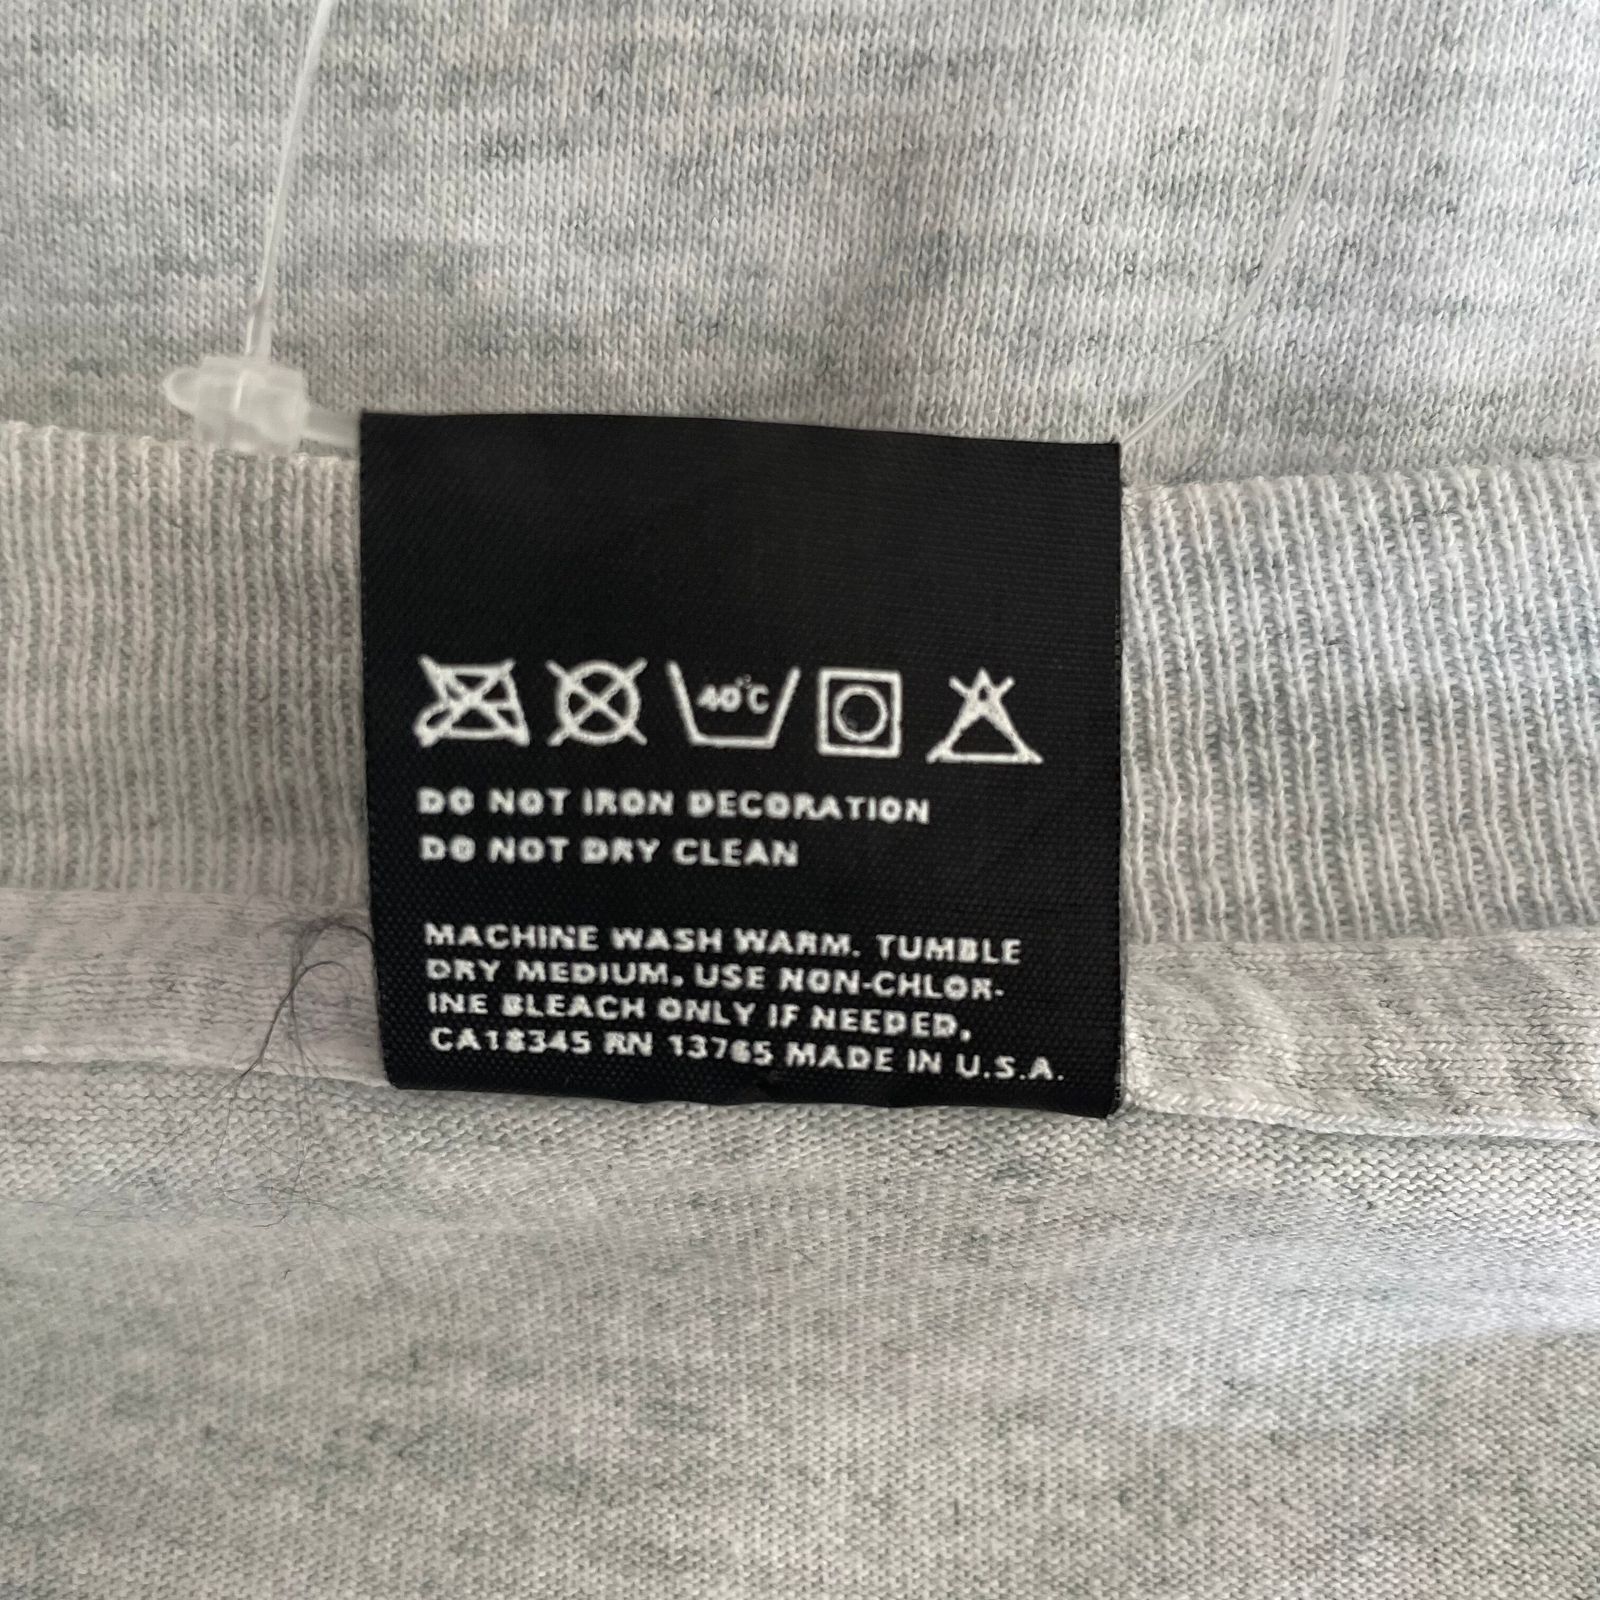 40°C
DO NOT IRON DECORATION
DO NOT DRY CLEAN
MACHINE WASH WARM. TUMBLE
DRY MEDIUM. USE NON-CHLOR-
INE BLEACH ONLY IF NEEDED.
CA18345 RN 13765 MADE IN U.S.A.